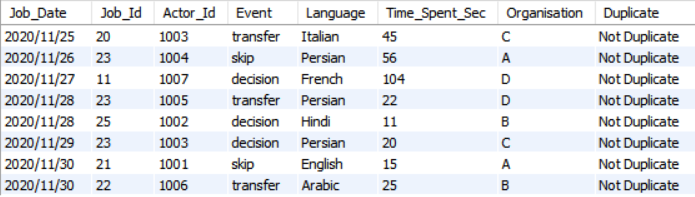 Job_Date Job_Id Actor_Id Event Language Time_Spent_Sec Organisation Duplicate
2020/11/25 20 1003 transfer Italian 45 C Not Duplicate
2020/11/26 23 1004 skip Persian 56 A Not Duplicate
2020/11/27 11 1007 decision French 104 D Not Duplicate
2020/11/28 23 1005 transfer Persian 22 D Not Duplicate
2020/11/28 25 1002 decision Hindi 11 B Not Duplicate
2020/11/29 23 1003 decision Persian 20 C Not Duplicate
2020/11/30 21 1001 skip English 15 A Not Duplicate
2020/11/30 22 1006 transfer Arabic 25 B Not Duplicate